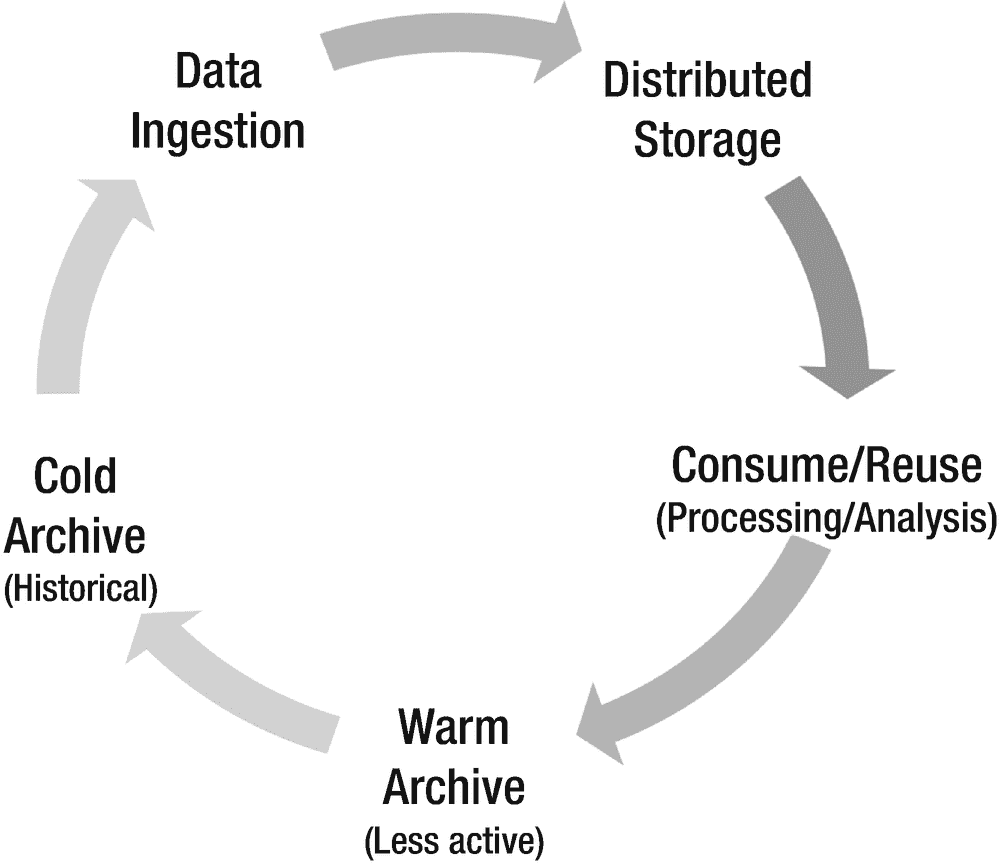 Data
Ingestion
Distributed
Storage
Consume/Reuse
(Processing/Analysis)
Warm
Archive
(Less active)
Cold
Archive
(Historical)